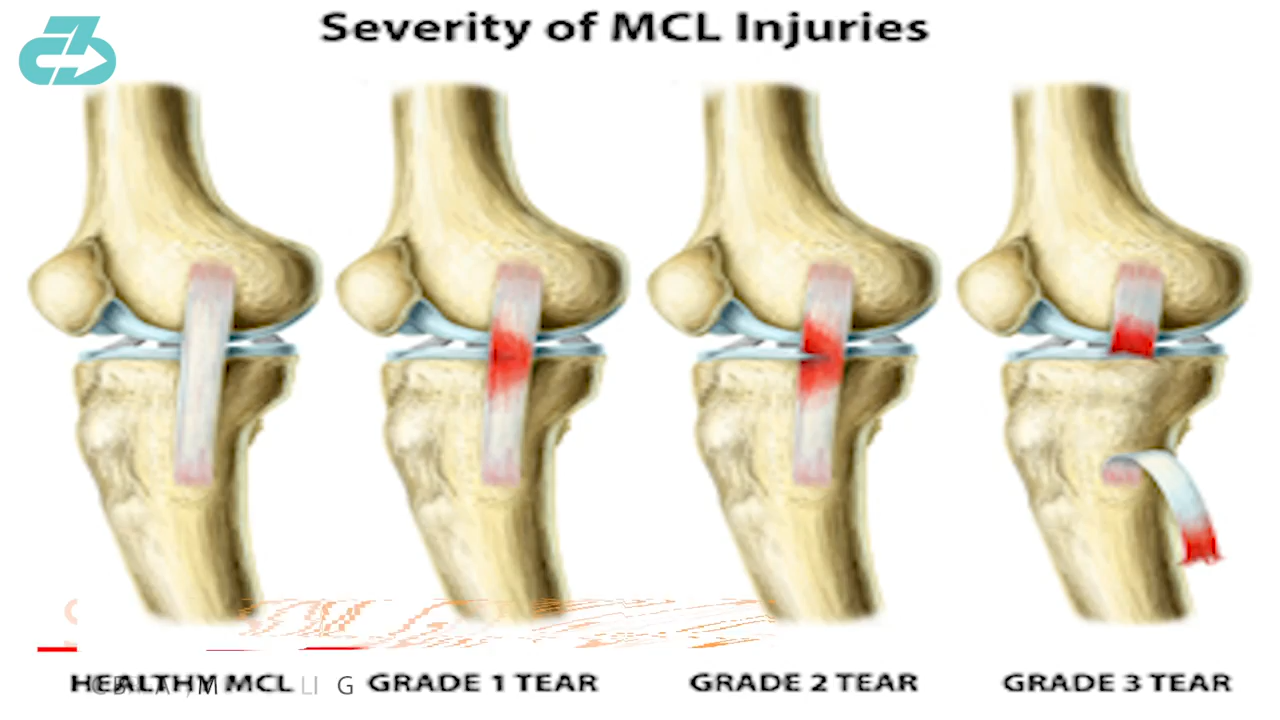 Severity of MCL Injuries
HEALTHY MCL
GRADE 1 TEAR
GRADE 2 TEAR
GRADE 3 TEAR